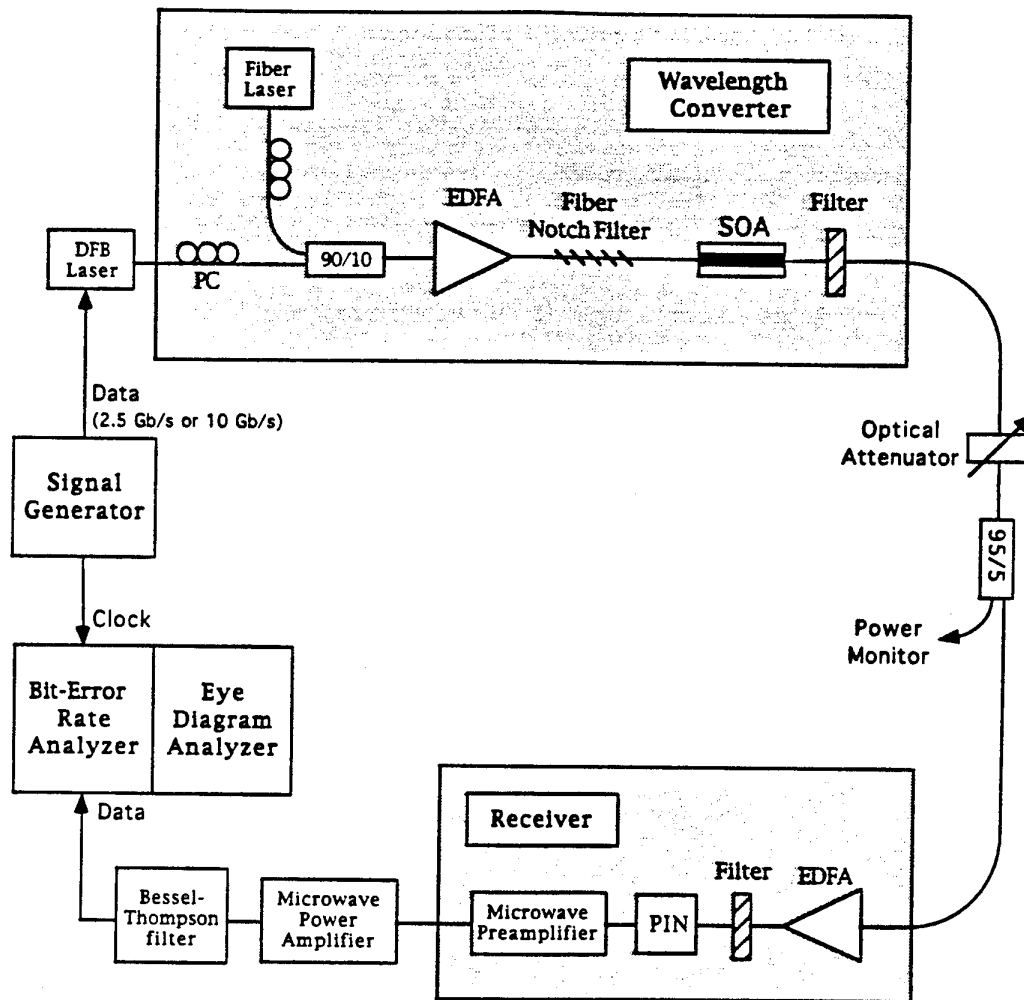 Fiber
Laser
Wavelength
Converter
EDFA
Fiber
Notch Filter
SOA
Filter
DFB
Laser
PC
90/10
Data
(2.5 Gb/s or 10 Gb/s)
Optical
Attenuator
Signal
Generator
95/5
Clock
Power
Monitor
Bit-Error
Rate
Analyzer
Eye
Diagram
Analyzer
Data
Receiver
Filter
EDFA
Bessel-
Thompson
filter
Microwave
Power
Amplifier
Microwave
Preamplifier
PIN